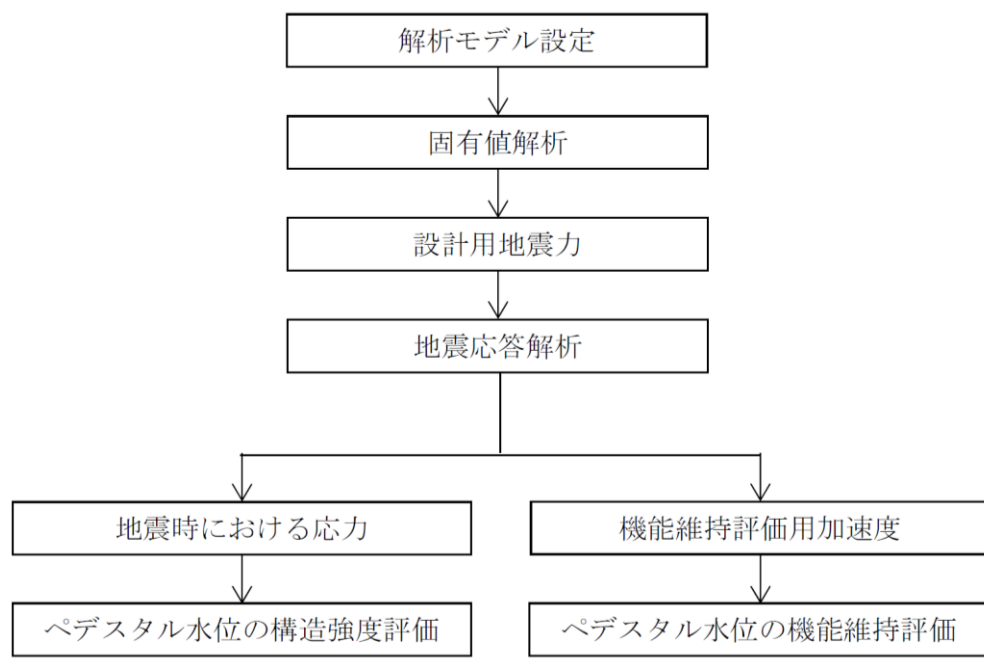 解析モデル設定
固有値解析
設計用地震力
地震応答解析
地震時における応力
機能維持評価用加速度
ペデスタル水位の構造強度評価
ペデスタル水位の機能維持評価